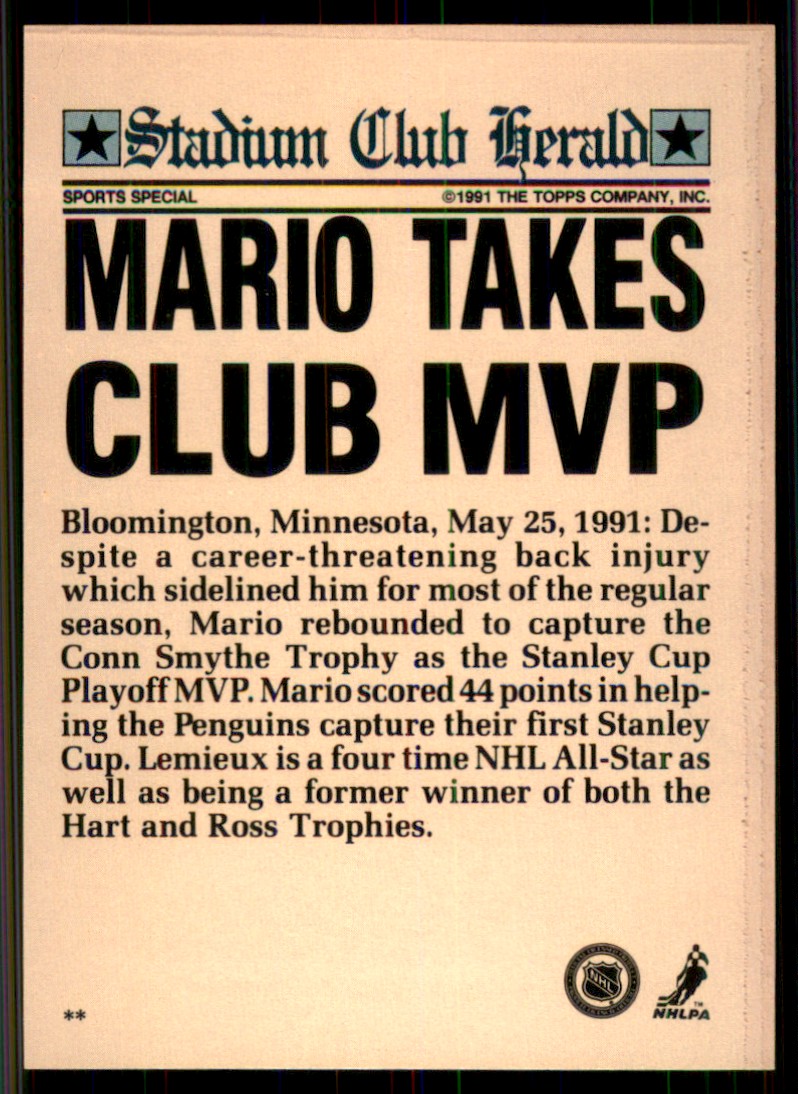 Stadium Club Herald
SPORTS SPECIAL ©1991 THE TOPPS COMPANY, INC.
MARIO TAKES
CLUB MVP
Bloomington, Minnesota, May 25, 1991: De-
spite a career-threatening back injury
which sidelined him for most of the regular
season, Mario rebounded to capture the
Conn Smythe Trophy as the Stanley Cup
Playoff MVP. Mario scored 44 points in help-
ing the Penguins capture their first Stanley
Cup. Lemieux is a four time NHL All-Star as
well as being a former winner of both the
Hart and Ross Trophies.
**
NHL
TM
NHLPA